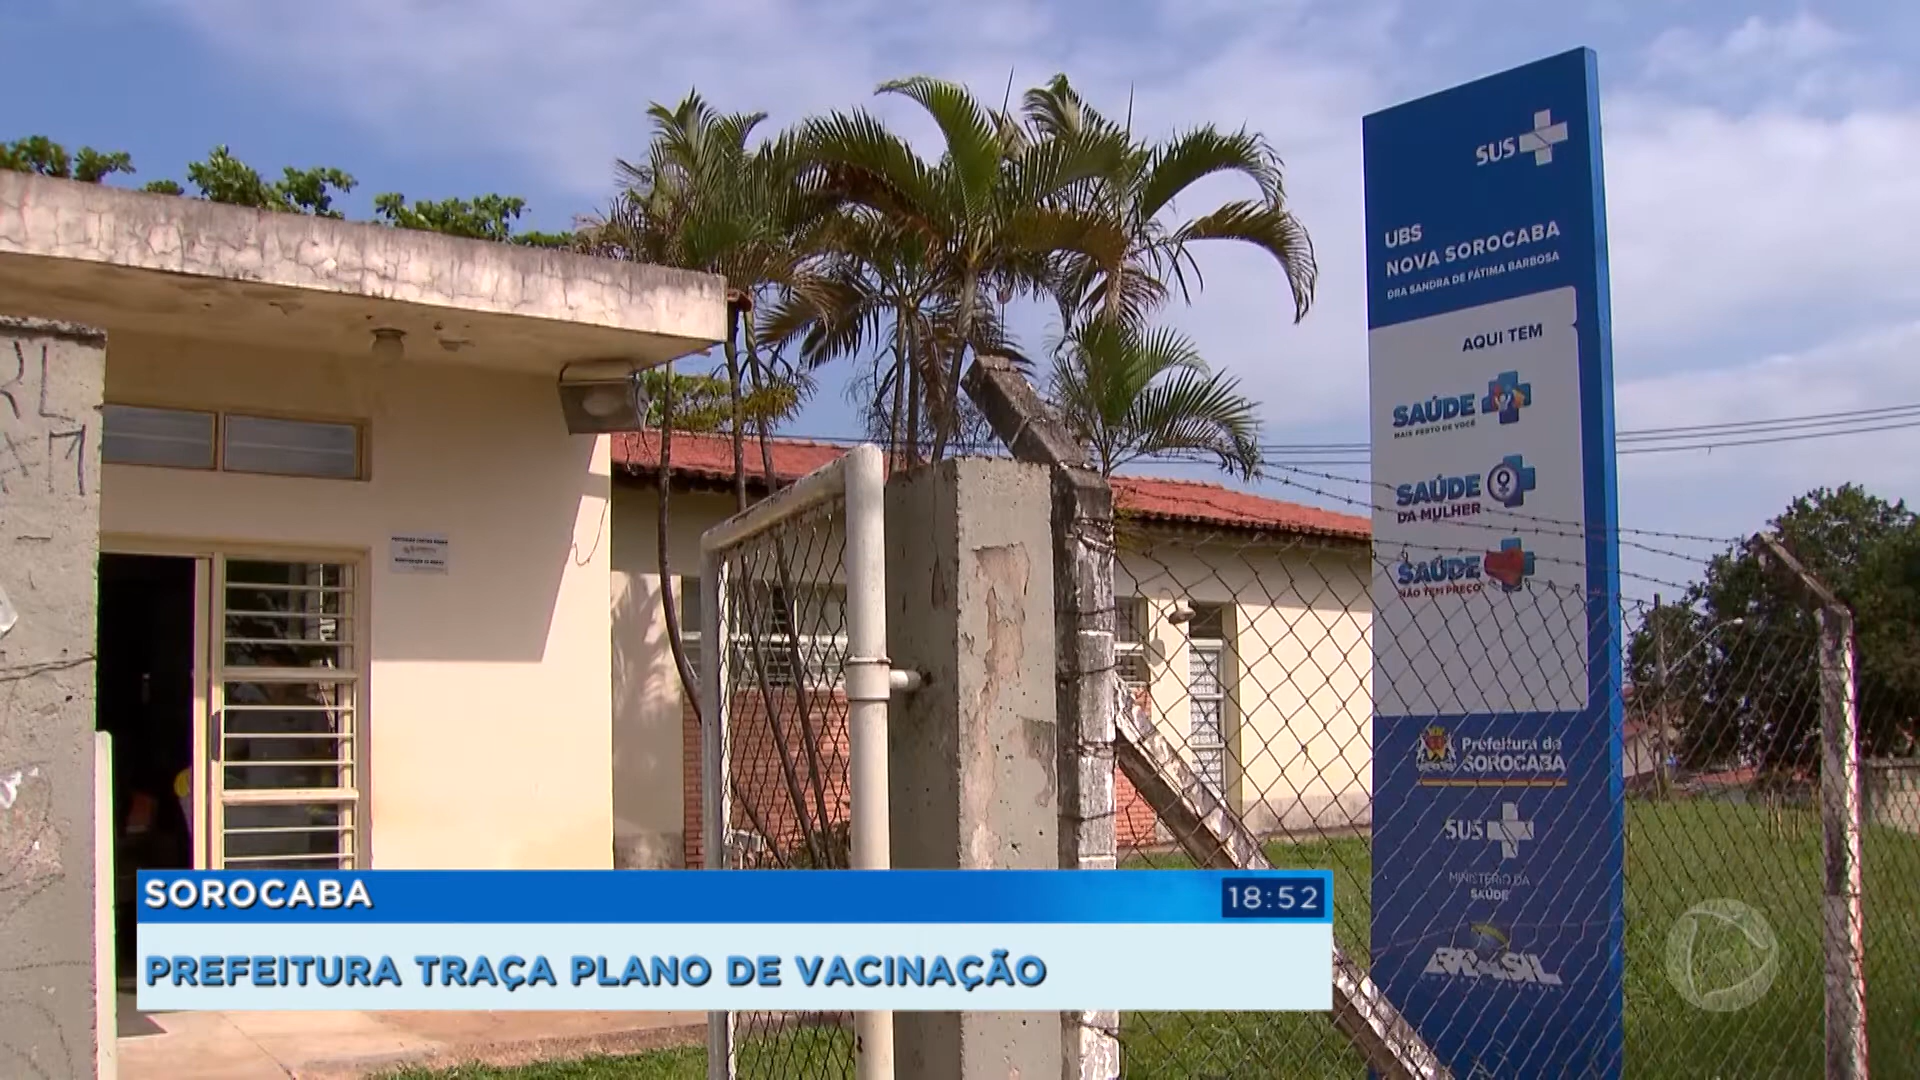 SUS
UBS
NOVA SOROCABA
DRA SANDRA DE FÁTIMA BARBOSA
AQUI TEM
SAÚDE
MAIS PERTO DE VOCÊ
SAÚDE
DA MULHER
SAÚDE
NÃO TEM PREÇO
Prefeitura de
SOROCABA
SUS
MINISTÉRIO DA
SAÚDE
BRASIL
RL
SOROCABA
18:52
PREFEITURA TRAÇA PLANO DE VACINAÇÃO